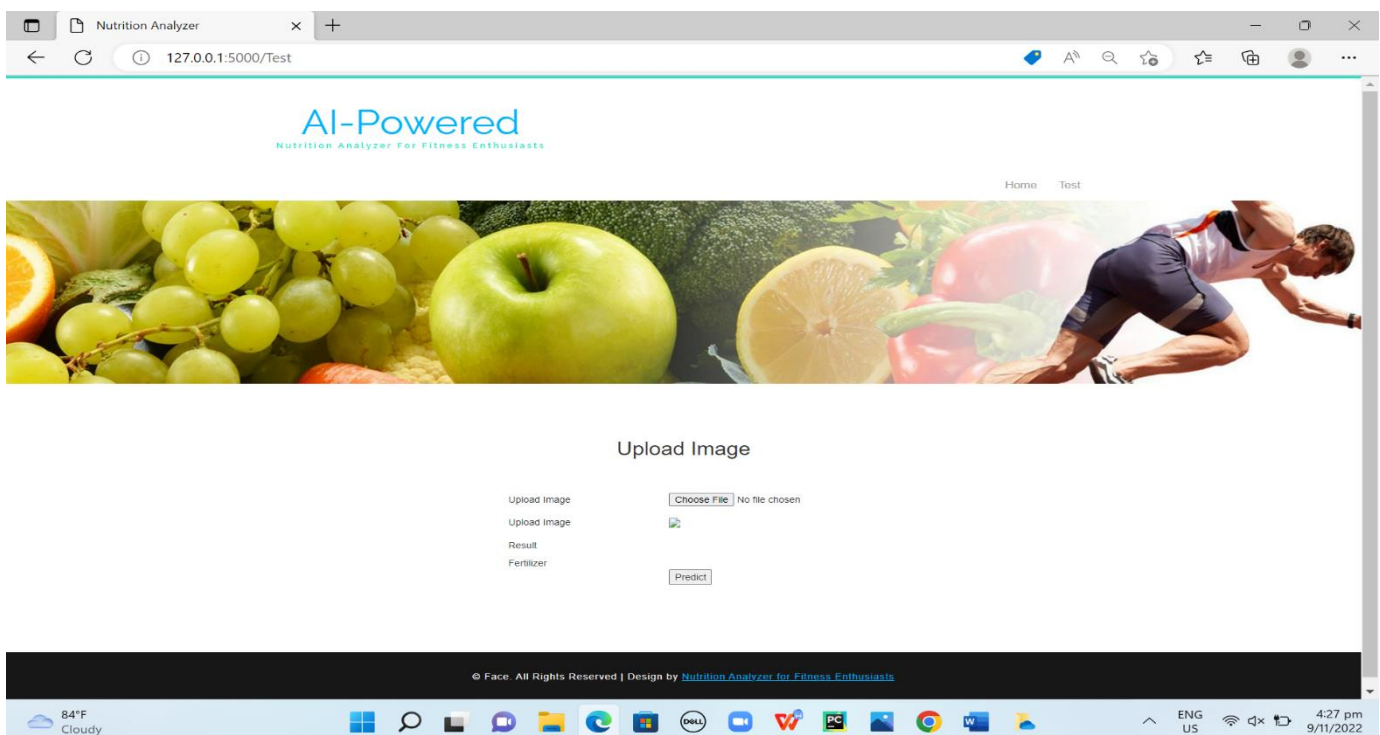 Nutrition Analyzer
127.0.0.1:5000/Test
AI-Powered
Nutrition Analyzer For Fitness Enthusiasts
Home Test
Upload Image
Upload Image Choose File No file chosen
Upload Image
Result
Fertilizer
Predict
© Face. All Rights Reserved | Design by Nutrition Analyzer for Fitness Enthusiasts
84°F
Cloudy
DELL
W
PC
W
ENG
US
4:27 pm
9/11/2022